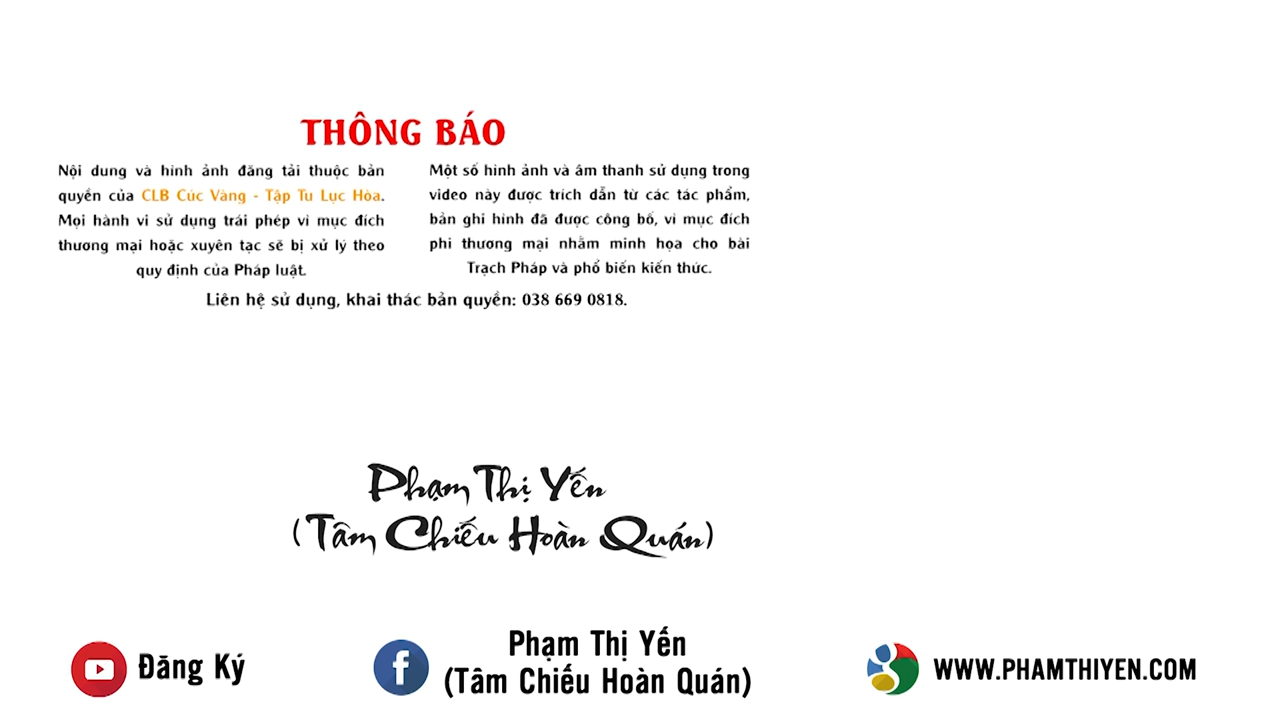 THÔNG BÁO
Nội dung và hình ảnh đăng tải thuộc bản
quyền của CLB Cúc Vàng - Tập Tu Lục Hòa.
Mọi hành vi sử dụng trái phép vì mục đích
thương mại hoặc xuyên tạc sẽ bị xử lý theo
quy định của Pháp luật.
Một số hình ảnh và âm thanh sử dụng trong
video này được trích dẫn từ các tác phẩm,
bản ghi hình đã được công bố, vì mục đích
phi thương mại nhằm minh họa cho bài
Trạch Pháp và phổ biến kiến thức.
Liên hệ sử dụng, khai thác bản quyền: 038 669 0818.
Phạm Thị Yến
(Tâm Chiếu Hoàn Quán)
Đăng Ký
Phạm Thị Yến
(Tâm Chiếu Hoàn Quán)
WWW.PHAMTHIYEN.COM